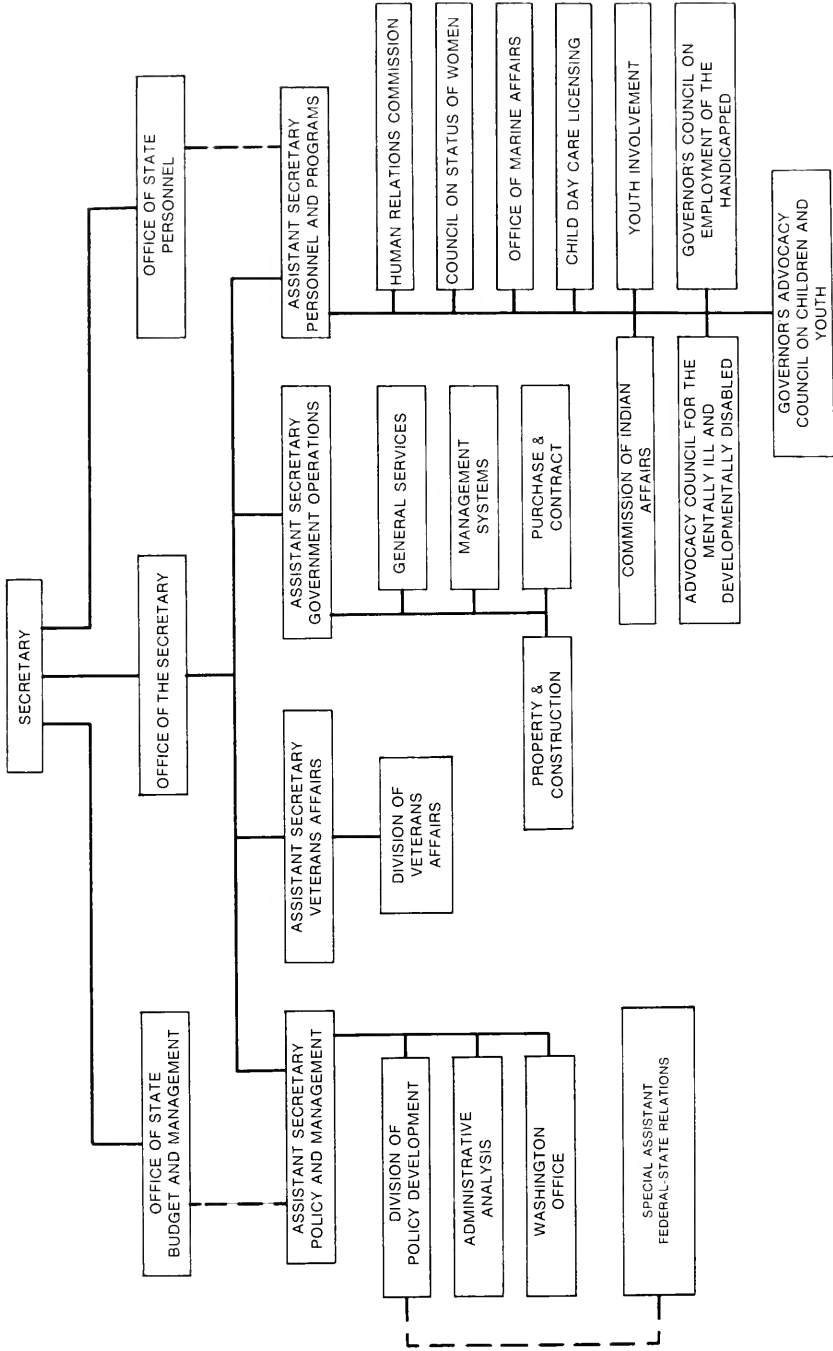 SECRETARY
OFFICE OF STATE
BUDGET AND MANAGEMENT
OFFICE OF THE SECRETARY
OFFICE OF STATE
PERSONNEL
ASSISTANT SECRETARY
POLICY AND MANAGEMENT
ASSISTANT SECRETARY
VETERANS AFFAIRS
ASSISTANT SECRETARY
GOVERNMENT OPERATIONS
ASSISTANT SECRETARY
PERSONNEL AND PROGRAMS
DIVISION OF
POLICY DEVELOPMENT
ADMINISTRATIVE
ANALYSIS
WASHINGTON
OFFICE
SPECIAL ASSISTANT
FEDERAL-STATE RELATIONS
DIVISION OF
VETERANS
AFFAIRS
GENERAL SERVICES
MANAGEMENT
SYSTEMS
PURCHASE &
CONTRACT
PROPERTY &
CONSTRUCTION
HUMAN RELATIONS COMMISSION
COUNCIL ON STATUS OF WOMEN
OFFICE OF MARINE AFFAIRS
CHILD DAY CARE LICENSING
YOUTH INVOLVEMENT
COMMISSION OF INDIAN
AFFAIRS
GOVERNOR'S COUNCIL ON
EMPLOYMENT OF THE
HANDICAPPED
ADVOCACY COUNCIL FOR THE
MENTALLY ILL AND
DEVELOPMENTALLY DISABLED
GOVERNOR'S ADVOCACY
COUNCIL ON CHILDREN AND
YOUTH